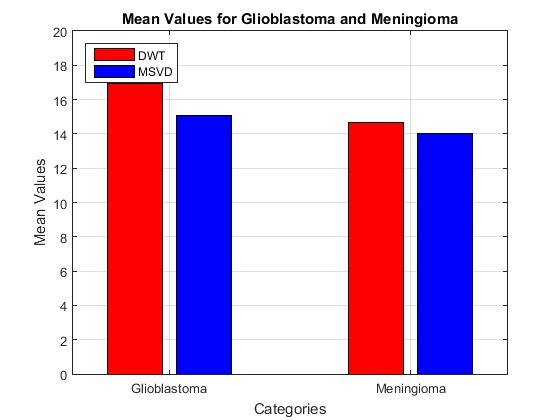 Mean Values for Glioblastoma and Meningioma
20
18
16
14
12
10
8
6
4
2
0
Mean Values
DWT
MSVD
Glioblastoma Meningioma
Categories